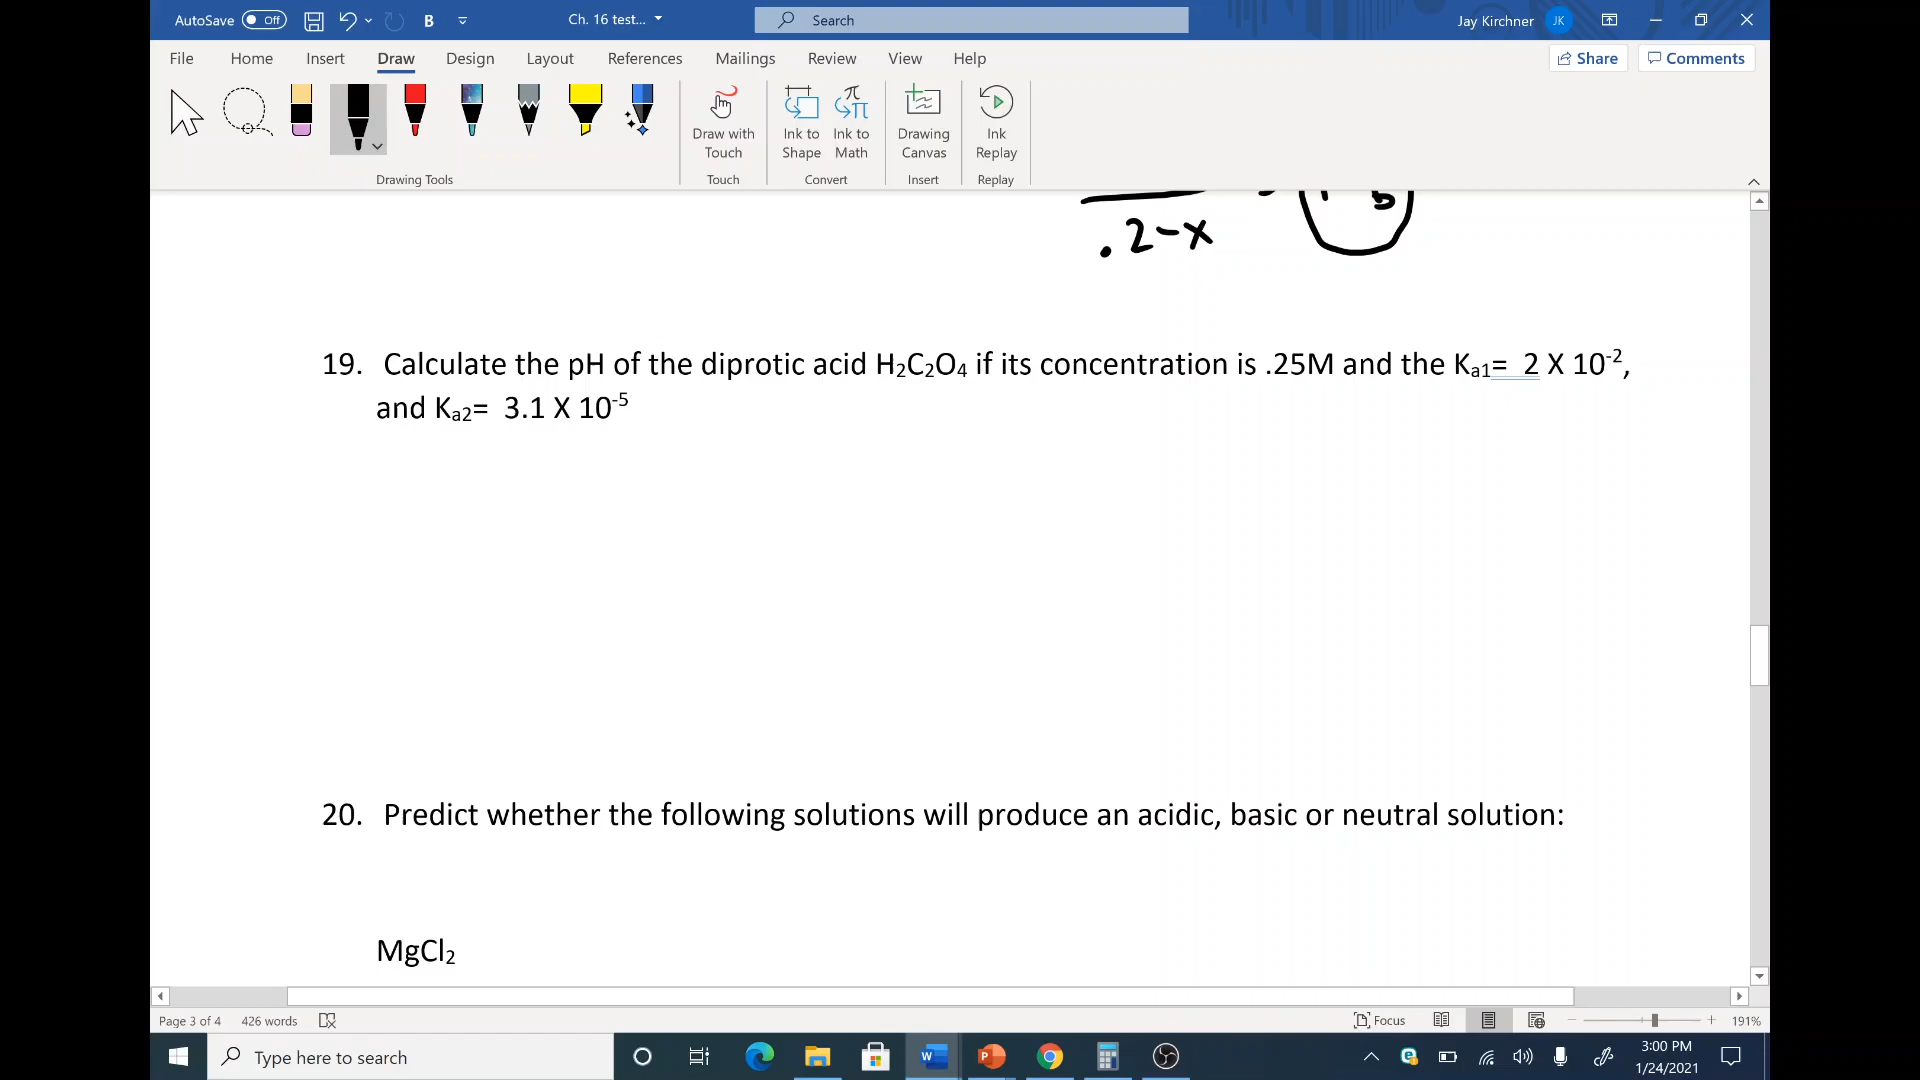 AutoSave Off B Ch. 16 test... Search Jay Kirchner JK
File Home Insert Draw Design Layout References Mailings Review View Help Share Comments
Draw with Touch Ink to Shape Ink to Math Drawing Canvas Ink Replay
Drawing Tools Touch Convert Insert Replay
.2-x
19. Calculate the pH of the diprotic acid H₂C₂O₄ if its concentration is .25M and the Kₐ₁= 2 X 10⁻²,
and Kₐ₂= 3.1 X 10⁻⁵
20. Predict whether the following solutions will produce an acidic, basic or neutral solution:
MgCl₂
Page 3 of 4 426 words Focus 191%
Type here to search 3:00 PM
1/24/2021